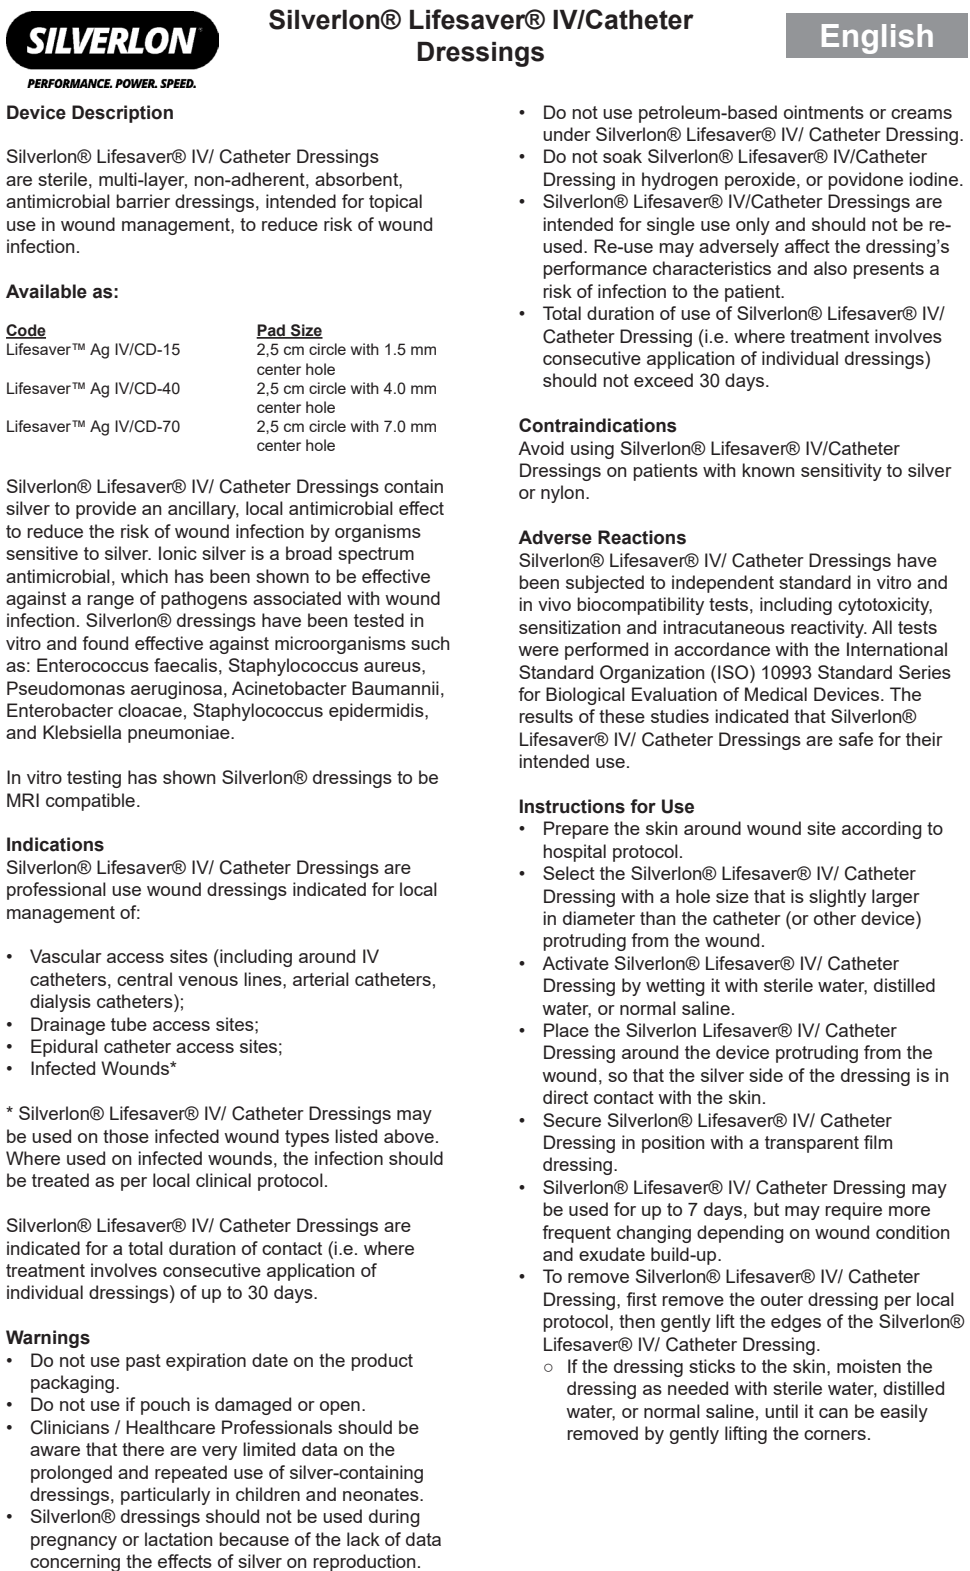 SILVERLON
PERFORMANCE. POWER. SPEED.
Silverlon® Lifesaver® IV/Catheter
Dressings
English
Device Description
Silverlon® Lifesaver® IV/ Catheter Dressings
are sterile, multi-layer, non-adherent, absorbent,
antimicrobial barrier dressings, intended for topical
use in wound management, to reduce risk of wound
infection.
Available as:
Code Pad Size
Lifesaver™ Ag IV/CD-15 2,5 cm circle with 1.5 mm
center hole
Lifesaver™ Ag IV/CD-40 2,5 cm circle with 4.0 mm
center hole
Lifesaver™ Ag IV/CD-70 2,5 cm circle with 7.0 mm
center hole
Silverlon® Lifesaver® IV/ Catheter Dressings contain
silver to provide an ancillary, local antimicrobial effect
to reduce the risk of wound infection by organisms
sensitive to silver. Ionic silver is a broad spectrum
antimicrobial, which has been shown to be effective
against a range of pathogens associated with wound
infection. Silverlon® dressings have been tested in
vitro and found effective against microorganisms such
as: Enterococcus faecalis, Staphylococcus aureus,
Pseudomonas aeruginosa, Acinetobacter Baumannii,
Enterobacter cloacae, Staphylococcus epidermidis,
and Klebsiella pneumoniae.
In vitro testing has shown Silverlon® dressings to be
MRI compatible.
Indications
Silverlon® Lifesaver® IV/ Catheter Dressings are
professional use wound dressings indicated for local
management of:
• Vascular access sites (including around IV
catheters, central venous lines, arterial catheters,
dialysis catheters);
• Drainage tube access sites;
• Epidural catheter access sites;
• Infected Wounds*
* Silverlon® Lifesaver® IV/ Catheter Dressings may
be used on those infected wound types listed above.
Where used on infected wounds, the infection should
be treated as per local clinical protocol.
Silverlon® Lifesaver® IV/ Catheter Dressings are
indicated for a total duration of contact (i.e. where
treatment involves consecutive application of
individual dressings) of up to 30 days.
Warnings
• Do not use past expiration date on the product
packaging.
• Do not use if pouch is damaged or open.
• Clinicians / Healthcare Professionals should be
aware that there are very limited data on the
prolonged and repeated use of silver-containing
dressings, particularly in children and neonates.
• Silverlon® dressings should not be used during
pregnancy or lactation because of the lack of data
concerning the effects of silver on reproduction.
• Do not use petroleum-based ointments or creams
under Silverlon® Lifesaver® IV/ Catheter Dressing.
• Do not soak Silverlon® Lifesaver® IV/Catheter
Dressing in hydrogen peroxide, or povidone iodine.
• Silverlon® Lifesaver® IV/Catheter Dressings are
intended for single use only and should not be re-
used. Re-use may adversely affect the dressing’s
performance characteristics and also presents a
risk of infection to the patient.
• Total duration of use of Silverlon® Lifesaver® IV/
Catheter Dressing (i.e. where treatment involves
consecutive application of individual dressings)
should not exceed 30 days.
Contraindications
Avoid using Silverlon® Lifesaver® IV/Catheter
Dressings on patients with known sensitivity to silver
or nylon.
Adverse Reactions
Silverlon® Lifesaver® IV/ Catheter Dressings have
been subjected to independent standard in vitro and
in vivo biocompatibility tests, including cytotoxicity,
sensitization and intracutaneous reactivity. All tests
were performed in accordance with the International
Standard Organization (ISO) 10993 Standard Series
for Biological Evaluation of Medical Devices. The
results of these studies indicated that Silverlon®
Lifesaver® IV/ Catheter Dressings are safe for their
intended use.
Instructions for Use
• Prepare the skin around wound site according to
hospital protocol.
• Select the Silverlon® Lifesaver® IV/ Catheter
Dressing with a hole size that is slightly larger
in diameter than the catheter (or other device)
protruding from the wound.
• Activate Silverlon® Lifesaver® IV/ Catheter
Dressing by wetting it with sterile water, distilled
water, or normal saline.
• Place the Silverlon Lifesaver® IV/ Catheter
Dressing around the device protruding from the
wound, so that the silver side of the dressing is in
direct contact with the skin.
• Secure Silverlon® Lifesaver® IV/ Catheter
Dressing in position with a transparent film
dressing.
• Silverlon® Lifesaver® IV/ Catheter Dressing may
be used for up to 7 days, but may require more
frequent changing depending on wound condition
and exudate build-up.
• To remove Silverlon® Lifesaver® IV/ Catheter
Dressing, first remove the outer dressing per local
protocol, then gently lift the edges of the Silverlon®
Lifesaver® IV/ Catheter Dressing.
○ If the dressing sticks to the skin, moisten the
dressing as needed with sterile water, distilled
water, or normal saline, until it can be easily
removed by gently lifting the corners.